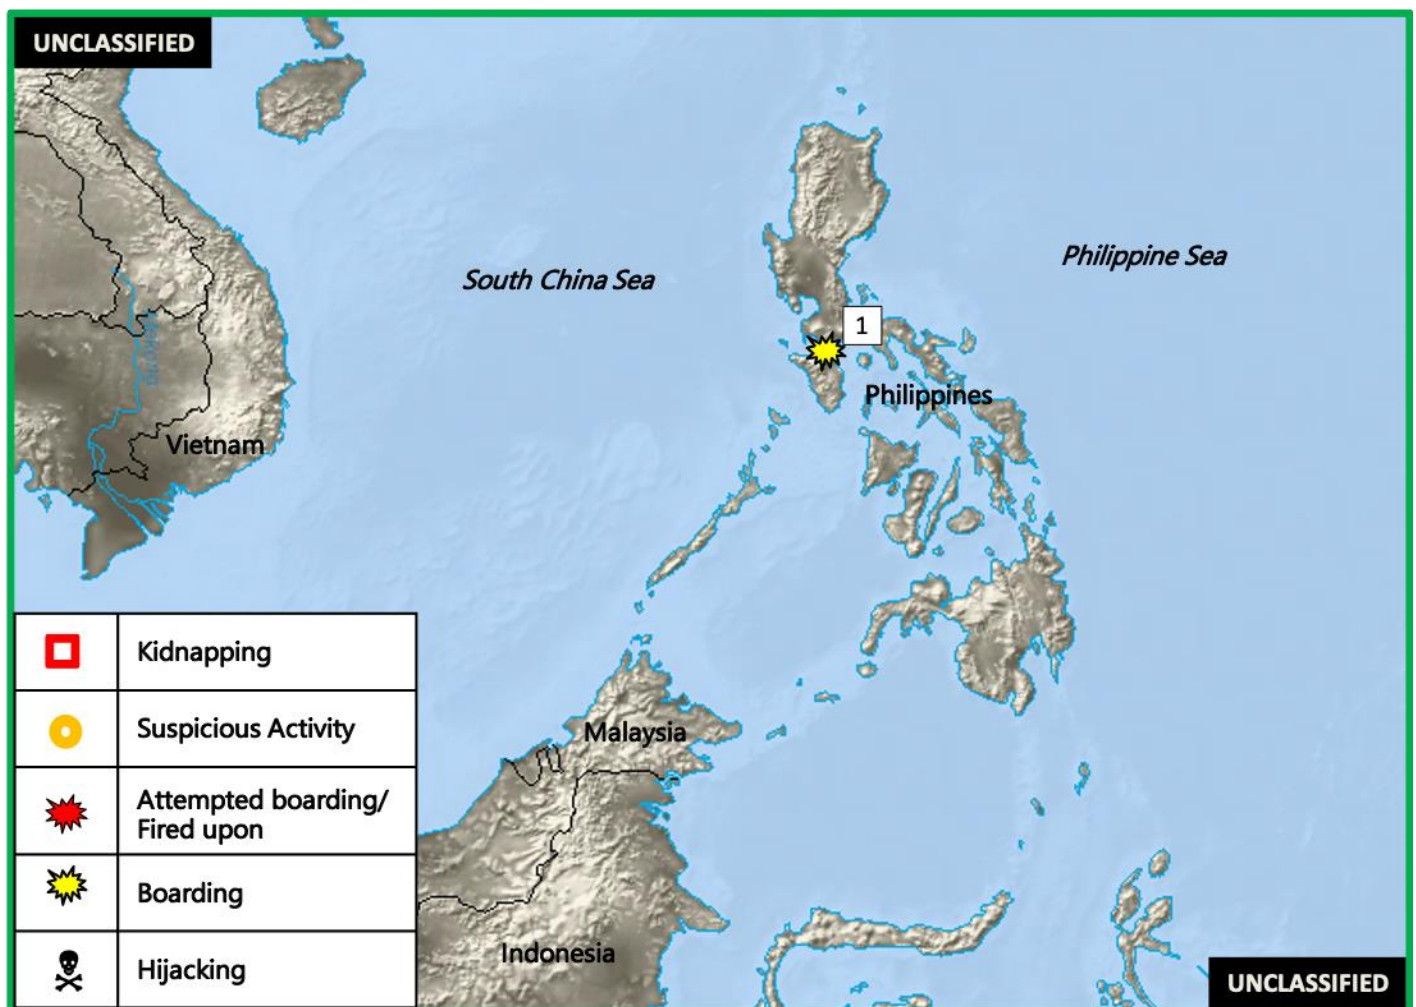 UNCLASSIFIED
South China Sea
Philippine Sea
1
Philippines
Vietnam
Kidnapping
Suspicious Activity
Attempted boarding/
Fired upon
Boarding
Hijacking
Malaysia
Indonesia
UNCLASSIFIED